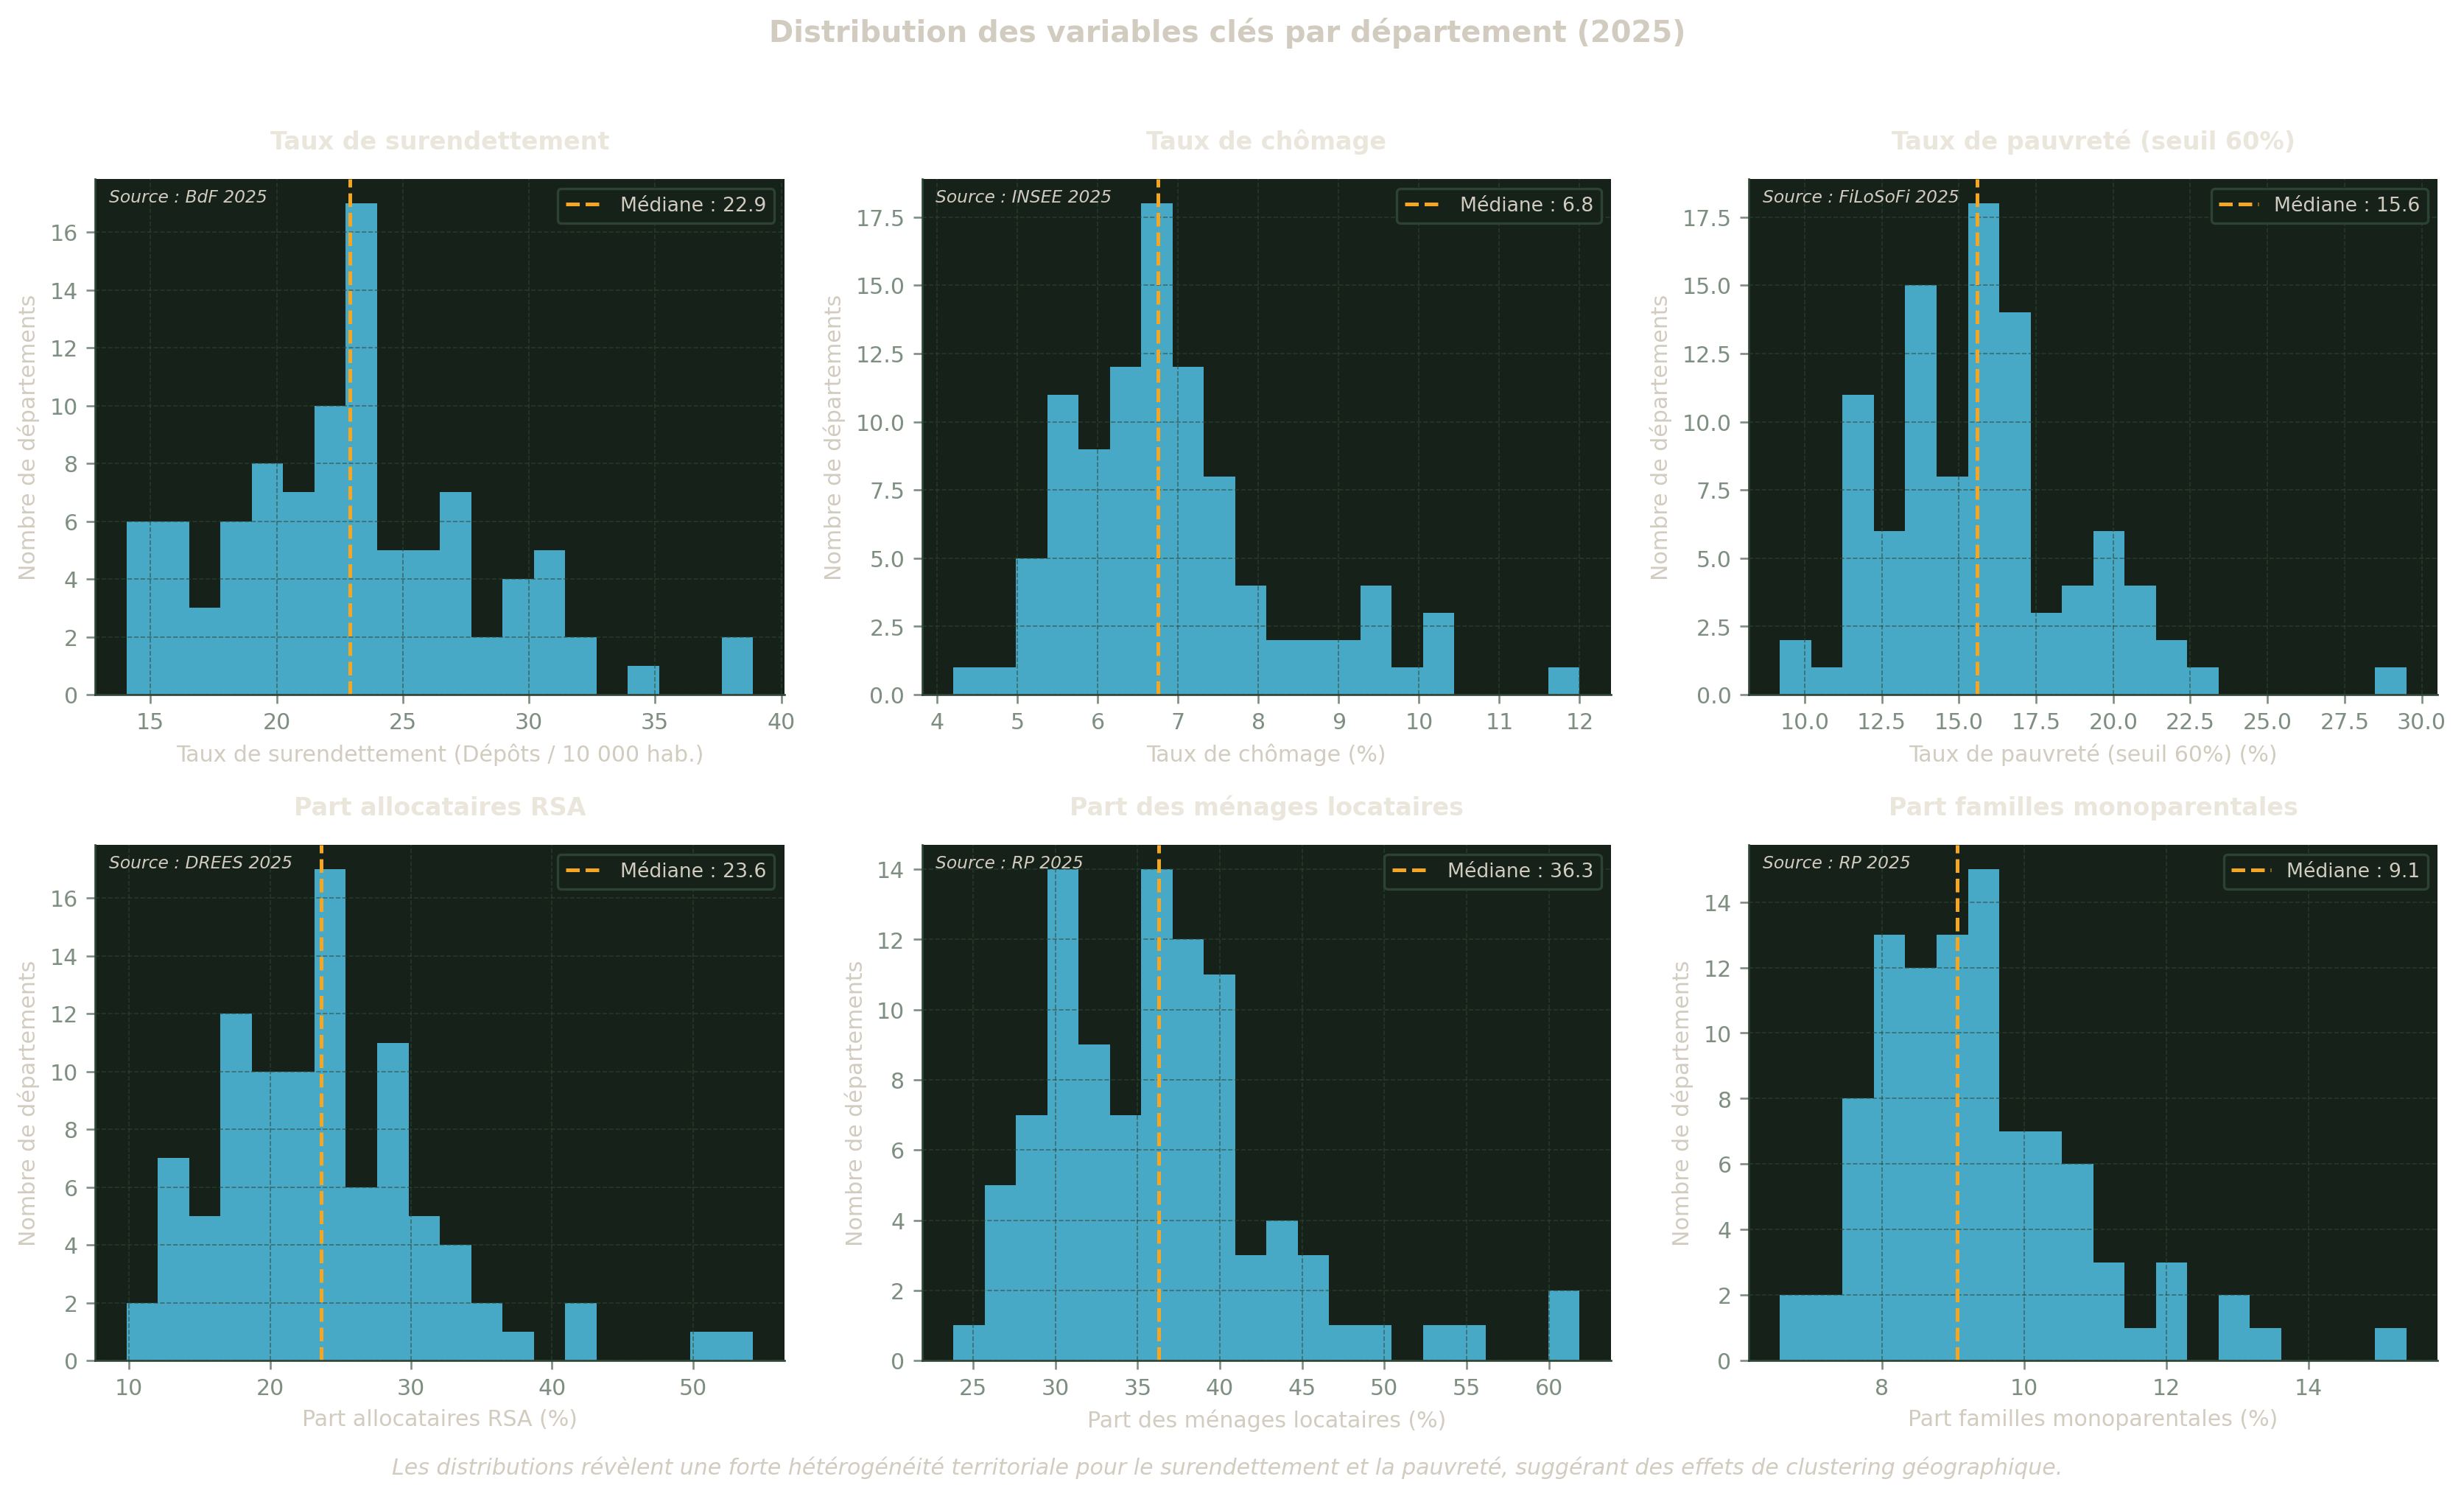 Distribution des variables clés par département (2025)
Taux de surendettement
Source : BdF 2025
Médiane : 22.9
Nombre de départements
0
2
4
6
8
10
12
14
16
15 20 25 30 35 40
Taux de surendettement (Dépôts / 10 000 hab.)
Taux de chômage
Source : INSEE 2025
Médiane : 6.8
Nombre de départements
0.0
2.5
5.0
7.5
10.0
12.5
15.0
17.5
4 5 6 7 8 9 10 11 12
Taux de chômage (%)
Taux de pauvreté (seuil 60%)
Source : FiLoSoFi 2025
Médiane : 15.6
Nombre de départements
0.0
2.5
5.0
7.5
10.0
12.5
15.0
17.5
10.0 12.5 15.0 17.5 20.0 22.5 25.0 27.5 30.0
Taux de pauvreté (seuil 60%) (%)
Part allocataires RSA
Source : DREES 2025
Médiane : 23.6
Nombre de départements
0
2
4
6
8
10
12
14
16
10 20 30 40 50
Part allocataires RSA (%)
Part des ménages locataires
Source : RP 2025
Médiane : 36.3
Nombre de départements
0
2
4
6
8
10
12
14
25 30 35 40 45 50 55 60
Part des ménages locataires (%)
Part familles monoparentales
Source : RP 2025
Médiane : 9.1
Nombre de départements
0
2
4
6
8
10
12
14
8 10 12 14
Part familles monoparentales (%)
Les distributions révèlent une forte hétérogénéité territoriale pour le surendettement et la pauvreté, suggérant des effets de clustering géographique.